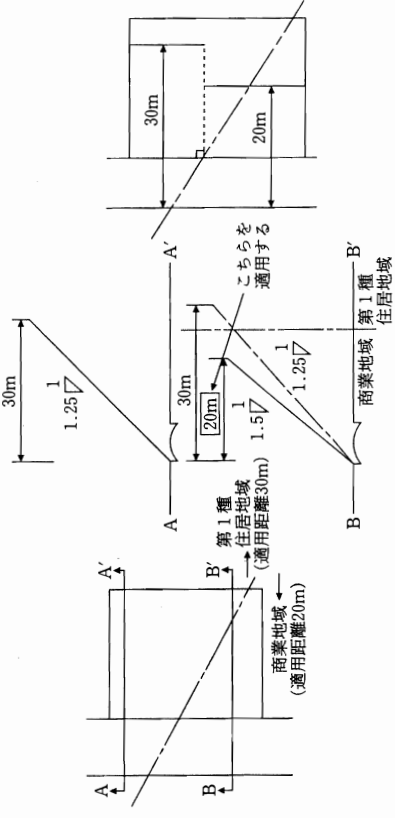 A
A′
B
B′
第1種
住居地域
(適用距離30m)
商業地域
(適用距離20m)
30m
1
1.25
A
A′
30m
20m
こちらを
適用する
1
1.5
1
1.25
B
B′
商業地域
第1種
住居地域
30m
20m